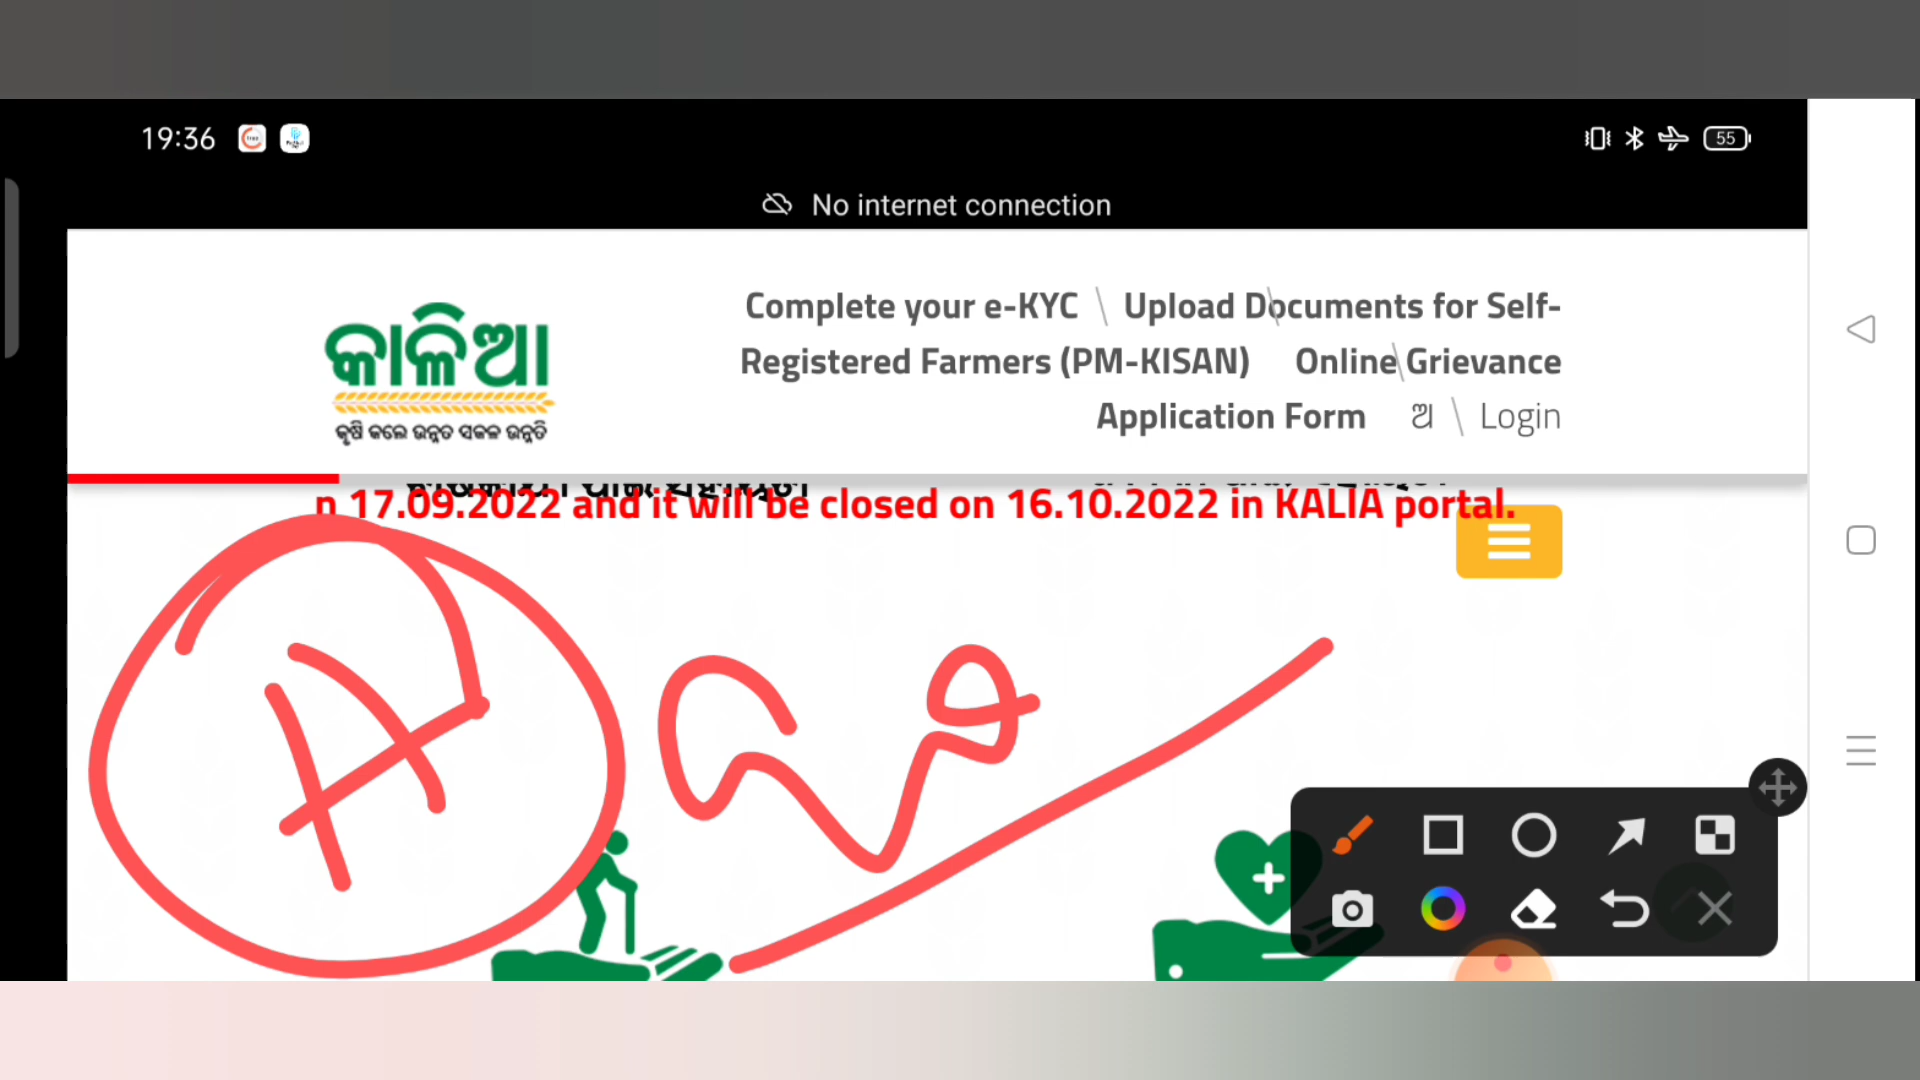 19:36
55
No internet connection
Complete your e-KYC \ Upload Documents for Self-
Registered Farmers (PM-KISAN) \ Online Grievance
Application Form ଅ \ Login
କାଳିଆ
କୃଷି କଲେ ଉନ୍ନତ ସକଳ ଉନ୍ନତି
n 17.09.2022 and it will be closed on 16.10.2022 in KALIA portal.
A